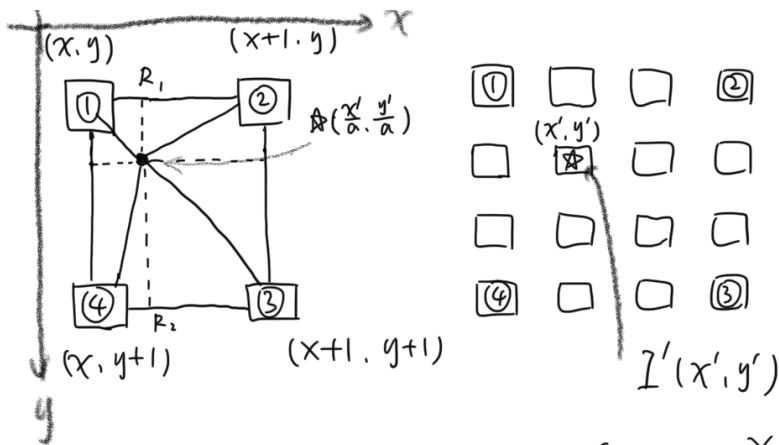 x
(x, y)
(x+1, y)
R₁
① ②
☆(x'/a, y'/a)
④ ③
R₂
(x, y+1)
(x+1, y+1)
y
① ②
(x', y')
☆
④ ③
I'(x', y')